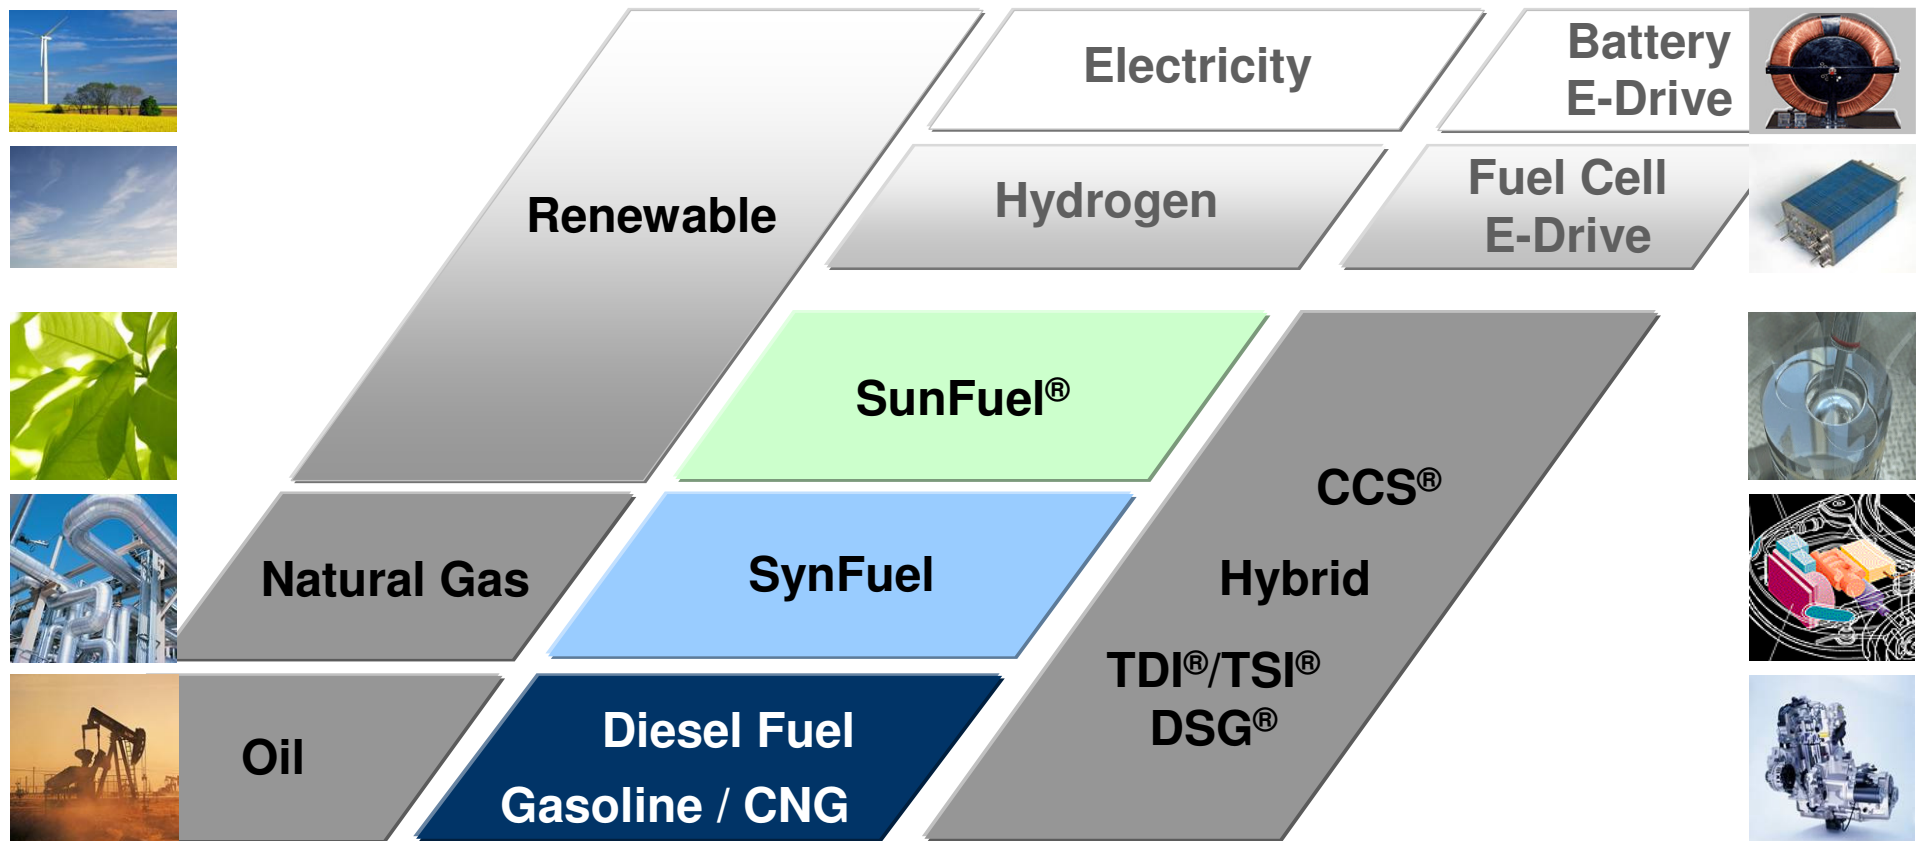 Electricity
Battery
E-Drive
Renewable
Hydrogen
Fuel Cell
E-Drive
SunFuel®
CCS®
Natural Gas
SynFuel
Hybrid
TDI®/TSI®
DSG®
Oil
Diesel Fuel
Gasoline / CNG